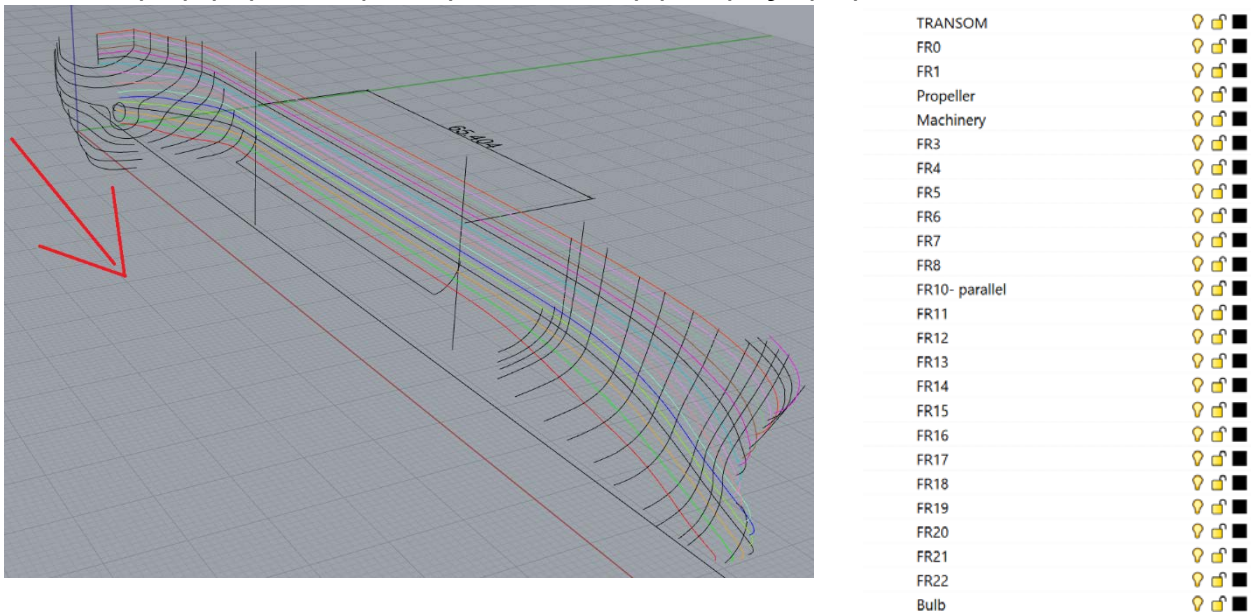 65.404
TRANSOM
FR0
FR1
Propeller
Machinery
FR3
FR4
FR5
FR6
FR7
FR8
FR10- parallel
FR11
FR12
FR13
FR14
FR15
FR16
FR17
FR18
FR19
FR20
FR21
FR22
Bulb